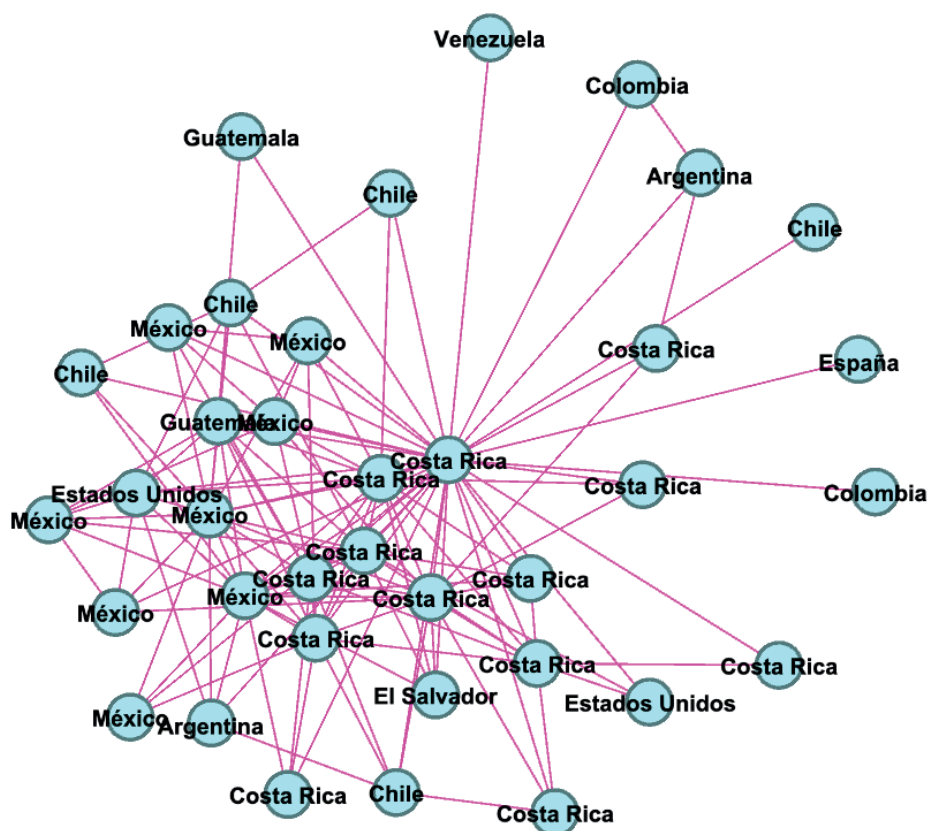 Venezuela
Colombia
Guatemala
Argentina
Chile
Chile
Chile
México
México
Costa Rica
España
Chile
Guatemala
México
Costa Rica
Costa Rica
Costa Rica
Estados Unidos
Colombia
México
México
Costa Rica
Costa Rica
Costa Rica
México
Costa Rica
México
Costa Rica
Costa Rica
Costa Rica
El Salvador
Estados Unidos
México
Argentina
Costa Rica
Chile
Costa Rica